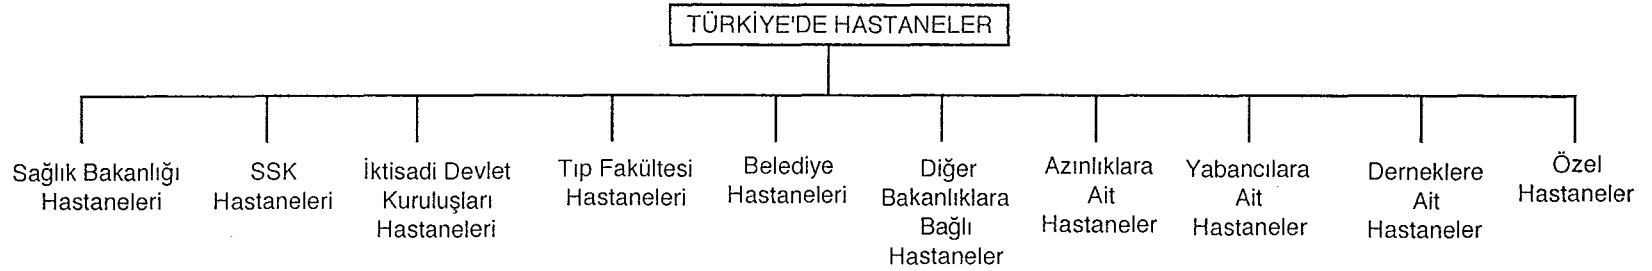 TÜRKİYE'DE HASTANELER
Sağlık Bakanlığı
Hastaneleri
SSK
Hastaneleri
İktisadi Devlet
Kuruluşları
Hastaneleri
Tıp Fakültesi
Hastaneleri
Belediye
Hastaneleri
Diğer
Bakanlıklara
Bağlı
Hastaneler
Azınlıklara
Ait
Hastaneler
Yabancılara
Ait
Hastaneler
Derneklere
Ait
Hastaneler
Özel
Hastaneler